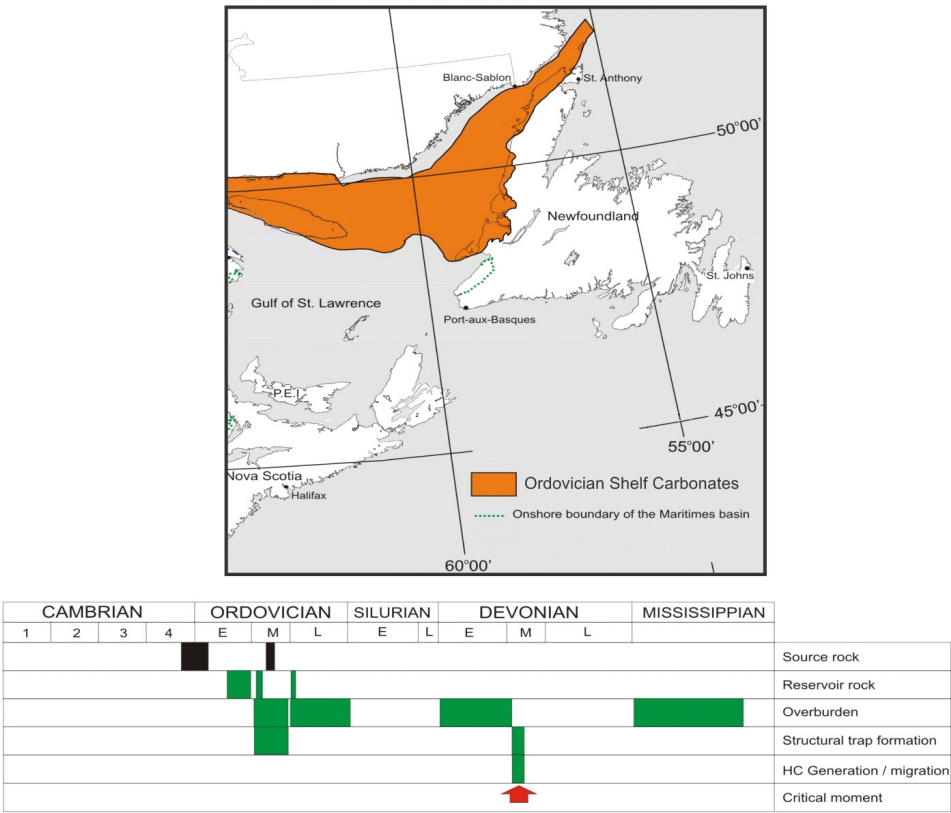 Blanc-Sablon
St. Anthony
50°00'
Newfoundland
St. Johns
Gulf of St. Lawrence
Port-aux-Basques
P.E.I.
45°00'
55°00'
Nova Scotia
Halifax
Ordovician Shelf Carbonates
Onshore boundary of the Maritimes basin
60°00'
CAMBRIAN ORDOVICIAN SILURIAN DEVONIAN MISSISSIPPIAN
1 2 3 4 E M L E L E M L
Source rock
Reservoir rock
Overburden
Structural trap formation
HC Generation / migration
Critical moment